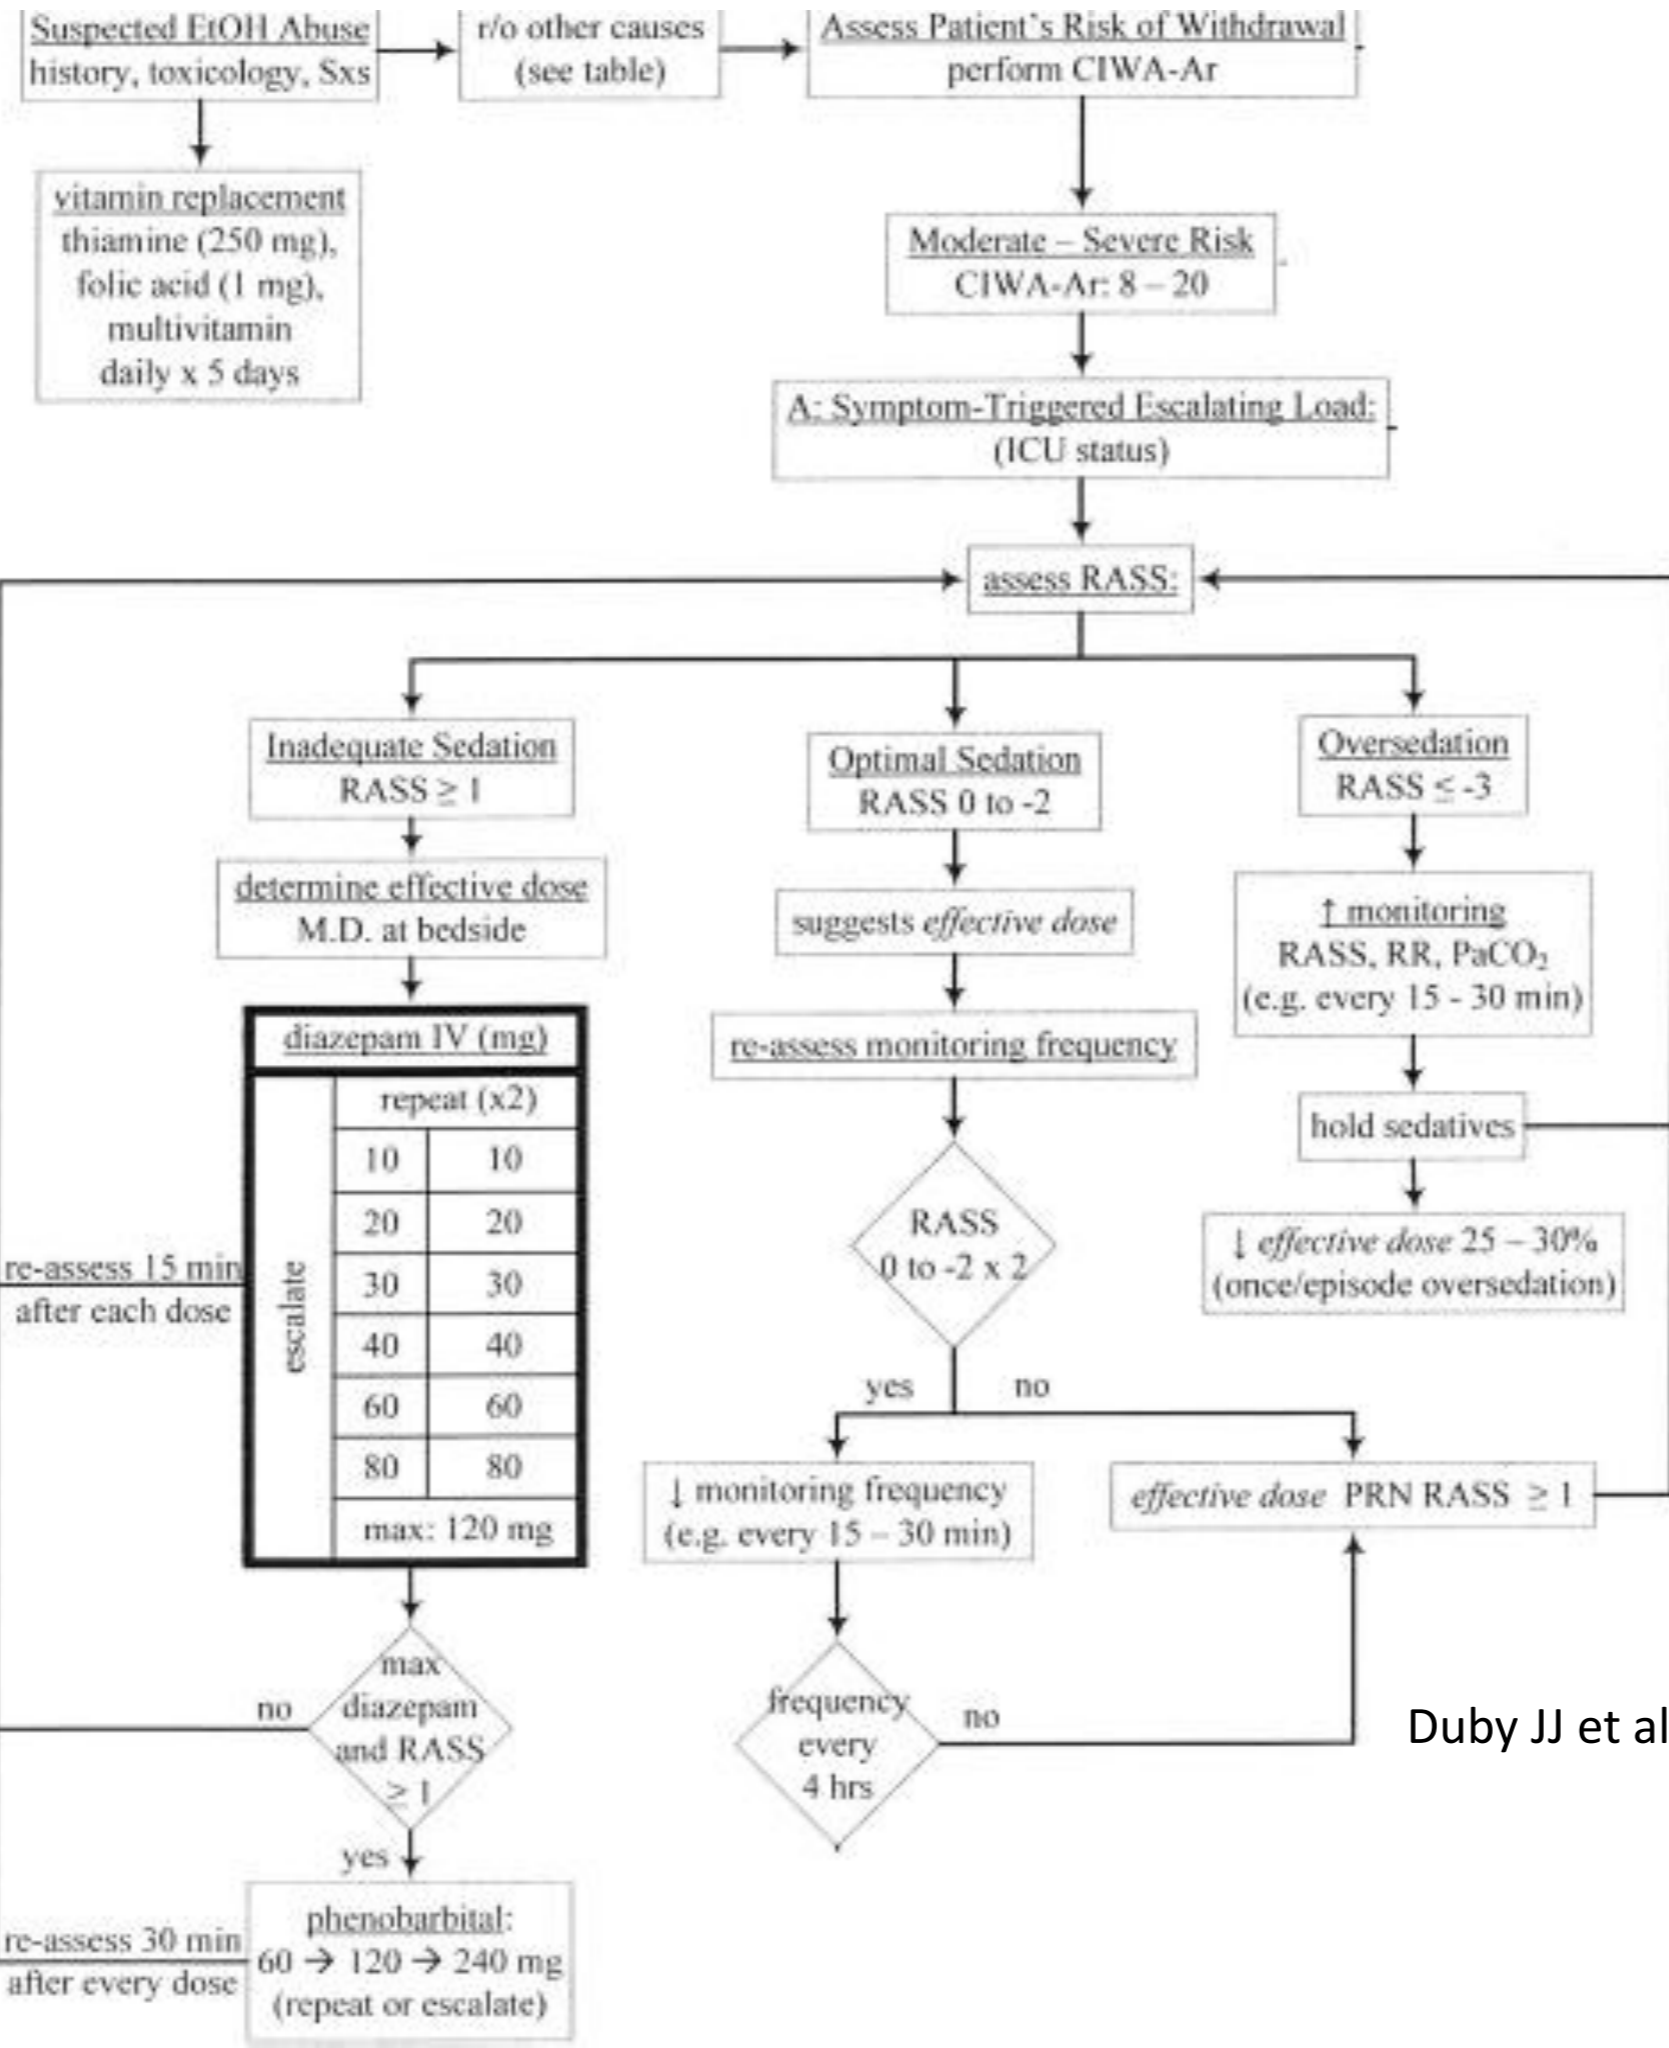 Suspected EtOH Abuse
history, toxicology, Sxs
r/o other causes
(see table)
Assess Patient's Risk of Withdrawal
perform CIWA-Ar
vitamin replacement
thiamine (250 mg),
folic acid (1 mg),
multivitamin
daily x 5 days
Moderate – Severe Risk
CIWA-Ar: 8 – 20
A: Symptom-Triggered Escalating Load:
(ICU status)
assess RASS:
Inadequate Sedation
RASS ≥ 1
determine effective dose
M.D. at bedside
diazepam IV (mg)
repeat (x2)
escalate
10 10
20 20
30 30
40 40
60 60
80 80
max: 120 mg
re-assess 15 min
after each dose
max
diazepam
and RASS
≥ 1
no
yes
phenobarbital:
60 → 120 → 240 mg
(repeat or escalate)
re-assess 30 min
after every dose
Optimal Sedation
RASS 0 to -2
suggests effective dose
re-assess monitoring frequency
RASS
0 to -2 x 2
yes
no
↓ monitoring frequency
(e.g. every 15 – 30 min)
frequency
every
4 hrs
no
effective dose PRN RASS ≥ 1
Oversedation
RASS ≤ -3
↑ monitoring
RASS, RR, PaCO₂
(e.g. every 15 - 30 min)
hold sedatives
↓ effective dose 25 – 30%
(once/episode oversedation)
Duby JJ et al